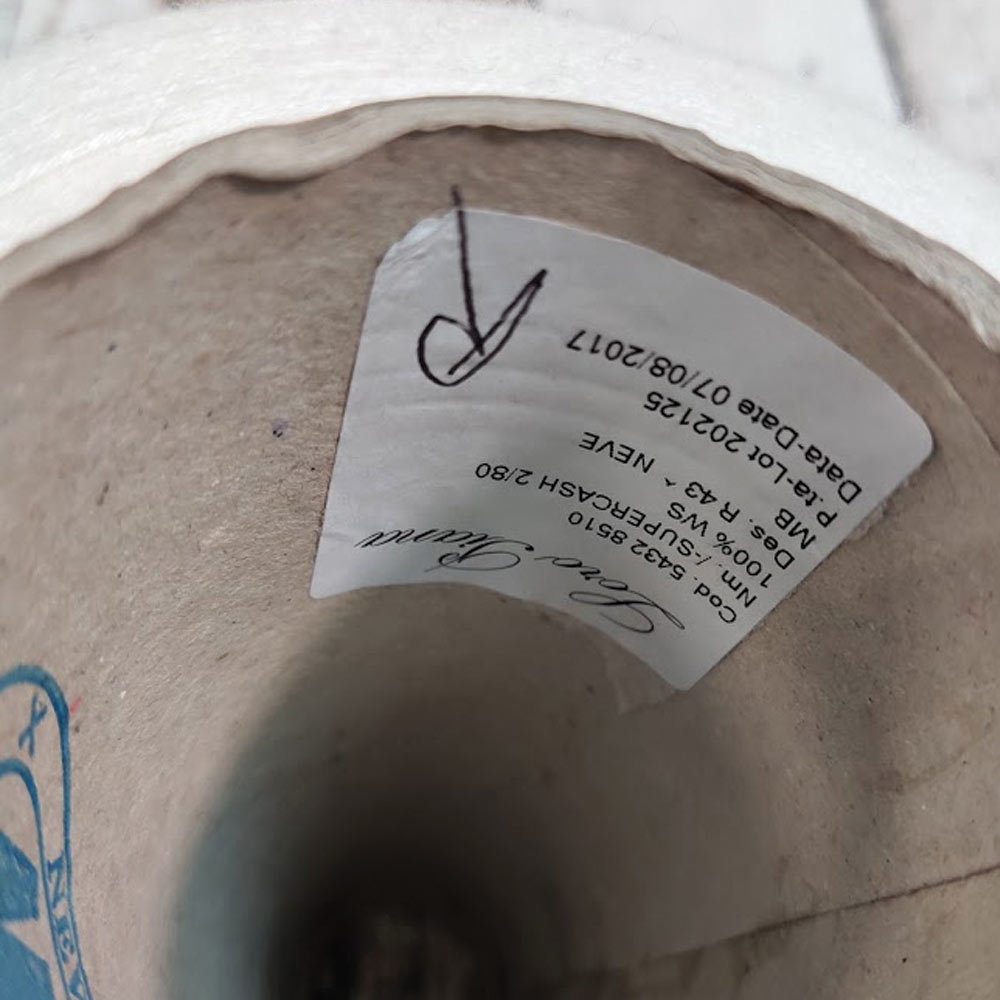 Loro Piana
Cod. 5432 8510
Nm. /-SUPERCASH 2/80
100% WS
Des. R 43 ^ NEVE
MB.
P.ta-Lot 202125
Data-Date 07/08/2017
R